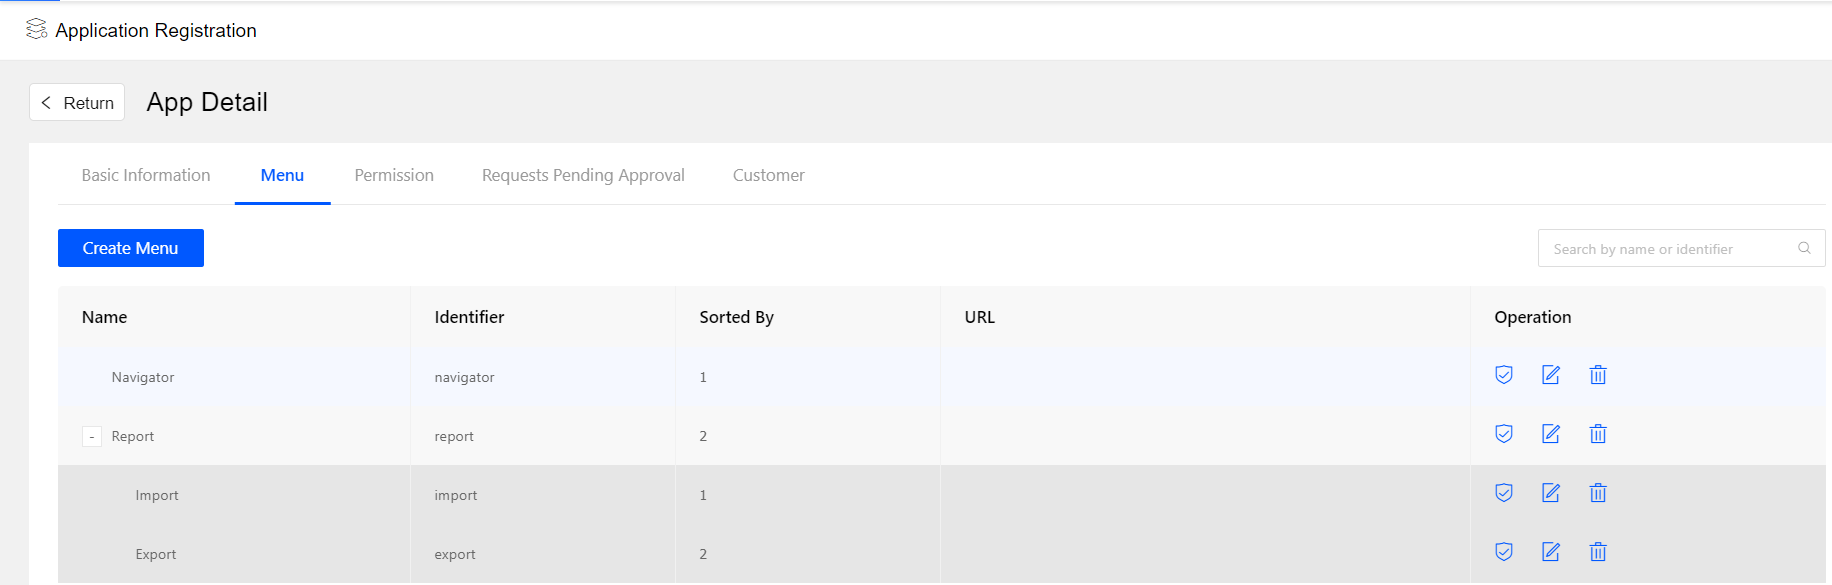 Application Registration
Return App Detail
Basic Information Menu Permission Requests Pending Approval Customer
Create Menu Search by name or identifier
Name Identifier Sorted By URL Operation
Navigator navigator 1
- Report report 2
Import import 1
Export export 2